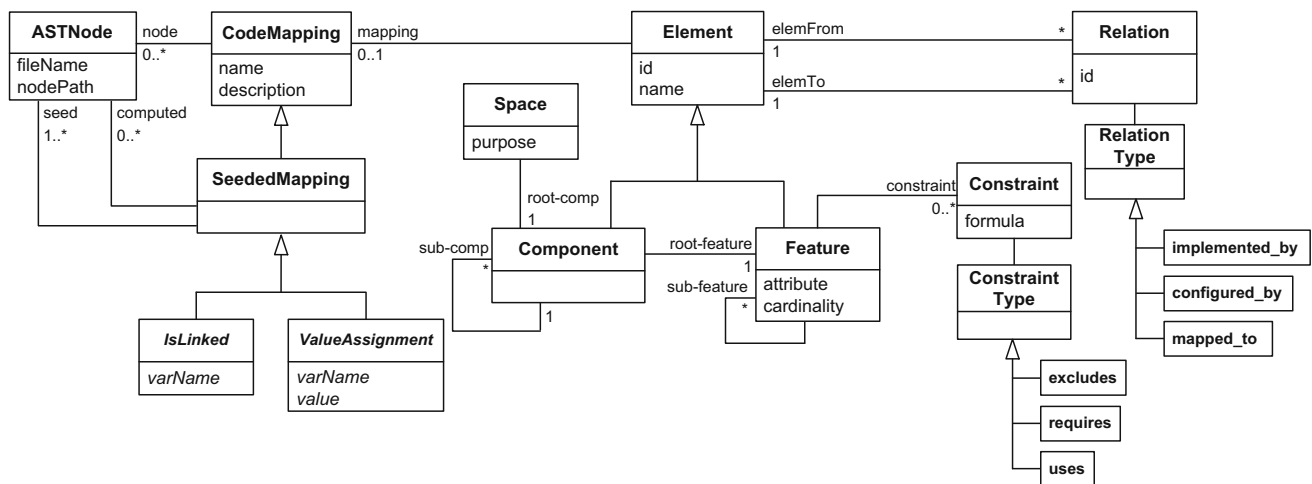 ASTNode
fileName
nodePath
node
0..*
CodeMapping
name
description
mapping
0..1
Element
id
name
elemFrom
1
*
elemTo
1
*
Relation
id
seed
1..*
computed
0..*
Space
purpose
Relation
Type
SeededMapping
root-comp
1
constraint
0..*
Constraint
formula
sub-comp
*
1
Component
root-feature
1
sub-feature
*
Feature
attribute
cardinality
Constraint
Type
implemented_by
configured_by
mapped_to
IsLinked
varName
ValueAssignment
varName
value
excludes
requires
uses